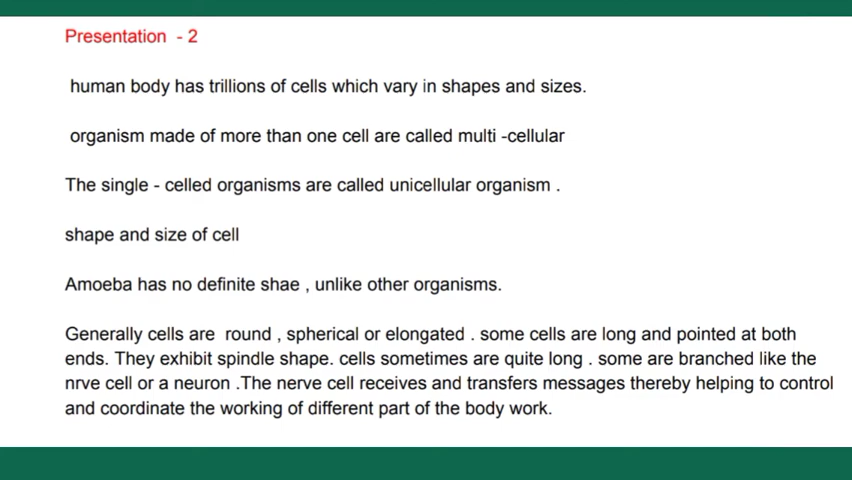 Presentation - 2
human body has trillions of cells which vary in shapes and sizes.
organism made of more than one cell are called multi -cellular
The single - celled organisms are called unicellular organism .
shape and size of cell
Amoeba has no definite shae , unlike other organisms.
Generally cells are round , spherical or elongated . some cells are long and pointed at both
ends. They exhibit spindle shape. cells sometimes are quite long . some are branched like the
nrve cell or a neuron .The nerve cell receives and transfers messages thereby helping to control
and coordinate the working of different part of the body work.